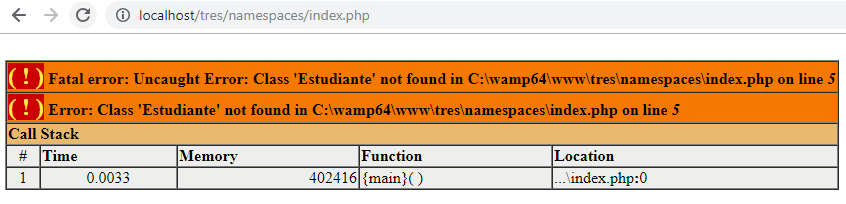 localhost/tres/namespaces/index.php
( ! ) Fatal error: Uncaught Error: Class 'Estudiante' not found in C:\wamp64\www\tres\namespaces\index.php on line 5
( ! ) Error: Class 'Estudiante' not found in C:\wamp64\www\tres\namespaces\index.php on line 5
Call Stack
# Time Memory Function Location
1 0.0033 402416 {main}( ) ...\index.php:0